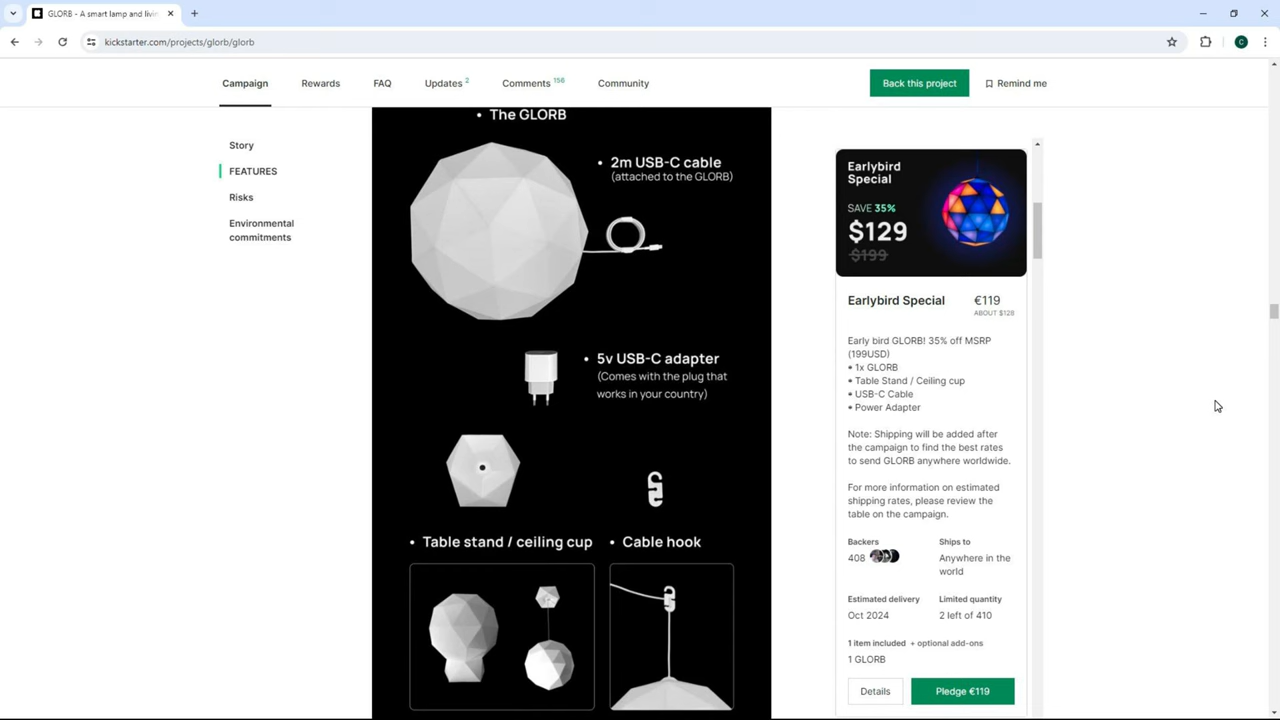 GLORB - A smart lamp and livin
kickstarter.com/projects/glorb/glorb
C
Campaign
Rewards
FAQ
Updates 2
Comments 156
Community
Back this project
Remind me
Story
FEATURES
Risks
Environmental
commitments
• The GLORB
• 2m USB-C cable
(attached to the GLORB)
• 5v USB-C adapter
(Comes with the plug that
works in your country)
• Table stand / ceiling cup
• Cable hook
Earlybird
Special
SAVE 35%
$129
$199
Earlybird Special
€119
ABOUT $128
Early bird GLORB! 35% off MSRP
(199USD)
• 1x GLORB
• Table Stand / Ceiling cup
• USB-C Cable
• Power Adapter
Note: Shipping will be added after
the campaign to find the best rates
to send GLORB anywhere worldwide.
For more information on estimated
shipping rates, please review the
table on the campaign.
Backers
408
Ships to
Anywhere in the
world
Estimated delivery
Oct 2024
Limited quantity
2 left of 410
1 item included + optional add-ons
1 GLORB
Details
Pledge €119